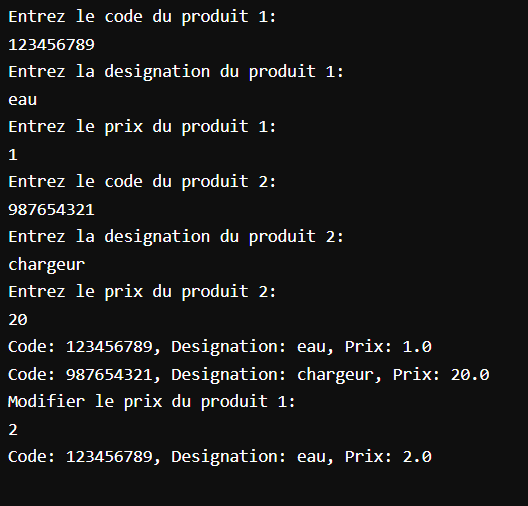 Entrez le code du produit 1:
123456789
Entrez la designation du produit 1:
eau
Entrez le prix du produit 1:
1
Entrez le code du produit 2:
987654321
Entrez la designation du produit 2:
chargeur
Entrez le prix du produit 2:
20
Code: 123456789, Designation: eau, Prix: 1.0
Code: 987654321, Designation: chargeur, Prix: 20.0
Modifier le prix du produit 1:
2
Code: 123456789, Designation: eau, Prix: 2.0